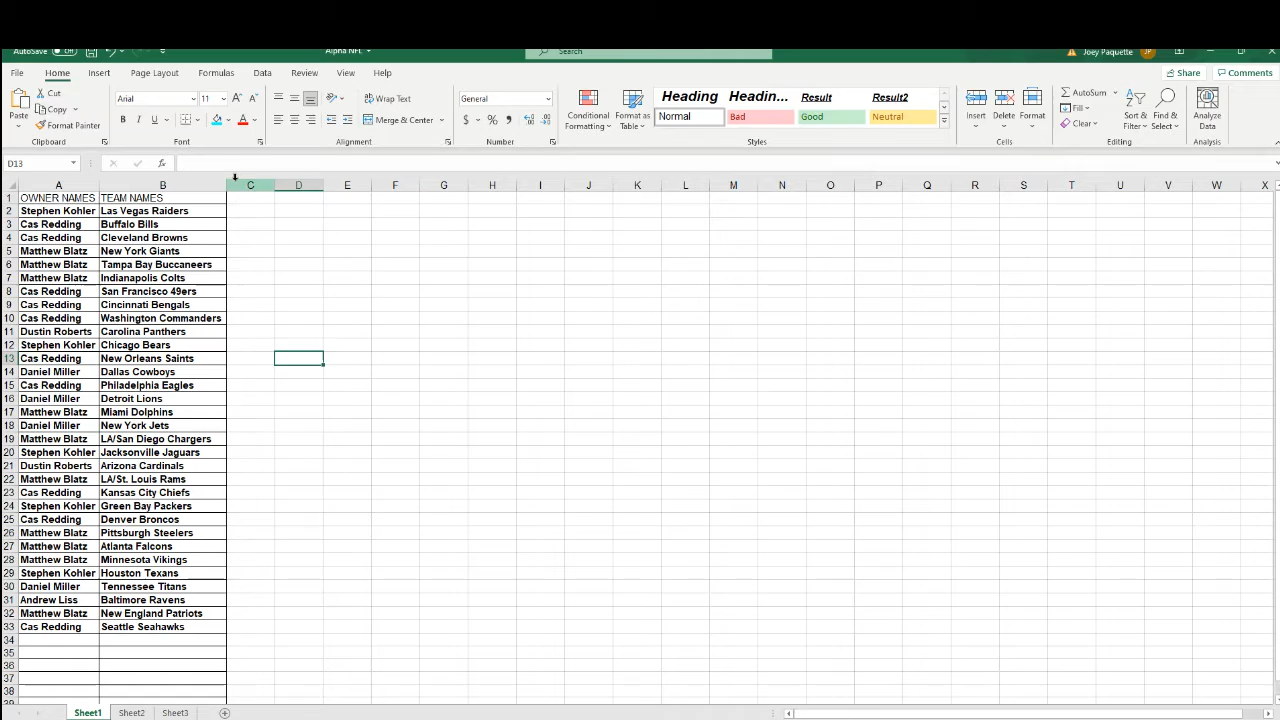 AutoSave Off Alpha NFL Search Joey Paquette JP
File Home Insert Page Layout Formulas Data Review View Help Share Comments
Paste Cut Copy Format Painter Clipboard
Arial 11 B I U A Font
Wrap Text Merge & Center Alignment
General $ % Number
Conditional Formatting Format as Table
Heading Headin... Result Result2
Normal Bad Good Neutral
Styles
Insert Delete Format Cells
AutoSum Fill Clear Sort & Filter Find & Select Editing
Analyze Data Analysis
D13 fx
A B C D E F G H I J K L M N O P Q R S T U V W X
1 OWNER NAMES TEAM NAMES
2 Stephen Kohler Las Vegas Raiders
3 Cas Redding Buffalo Bills
4 Cas Redding Cleveland Browns
5 Matthew Blatz New York Giants
6 Matthew Blatz Tampa Bay Buccaneers
7 Matthew Blatz Indianapolis Colts
8 Cas Redding San Francisco 49ers
9 Cas Redding Cincinnati Bengals
10 Cas Redding Washington Commanders
11 Dustin Roberts Carolina Panthers
12 Stephen Kohler Chicago Bears
13 Cas Redding New Orleans Saints
14 Daniel Miller Dallas Cowboys
15 Cas Redding Philadelphia Eagles
16 Daniel Miller Detroit Lions
17 Matthew Blatz Miami Dolphins
18 Daniel Miller New York Jets
19 Matthew Blatz LA/San Diego Chargers
20 Stephen Kohler Jacksonville Jaguars
21 Dustin Roberts Arizona Cardinals
22 Matthew Blatz LA/St. Louis Rams
23 Cas Redding Kansas City Chiefs
24 Stephen Kohler Green Bay Packers
25 Cas Redding Denver Broncos
26 Matthew Blatz Pittsburgh Steelers
27 Matthew Blatz Atlanta Falcons
28 Matthew Blatz Minnesota Vikings
29 Stephen Kohler Houston Texans
30 Daniel Miller Tennessee Titans
31 Andrew Liss Baltimore Ravens
32 Matthew Blatz New England Patriots
33 Cas Redding Seattle Seahawks
34
35
36
37
38
39
Sheet1 Sheet2 Sheet3